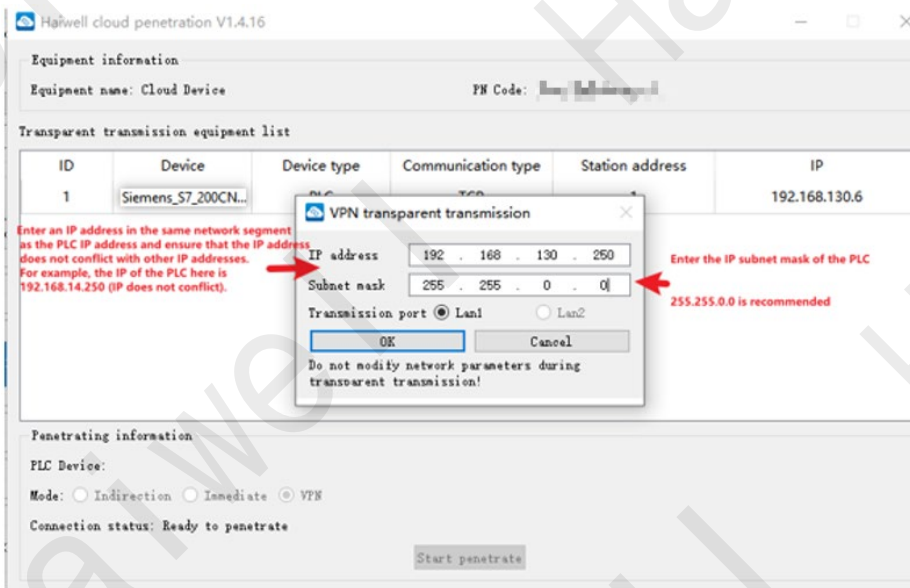 Haiwell cloud penetration V1.4.16
Equipment information
Equipment name: Cloud Device
PN Code:
Transparent transmission equipment list
ID Device Device type Communication type Station address IP
1 Siemens_S7_200CN... PLC TCP 1 192.168.130.6
VPN transparent transmission
IP address 192 . 168 . 130 . 250
Subnet mask 255 . 255 . 0 . 0
Transmission port Lan1 Lan2
OK Cancel
Do not modify network parameters during
transparent transmission!
Enter an IP address in the same network segment
as the PLC IP address and ensure that the IP address
does not conflict with other IP addresses.
For example, the IP of the PLC here is
192.168.14.250 (IP does not conflict).
Enter the IP subnet mask of the PLC
255.255.0.0 is recommended
Penetrating information
PLC Device:
Mode: Indirection Immediate VPN
Connection status: Ready to penetrate
Start penetrate
Haiwell